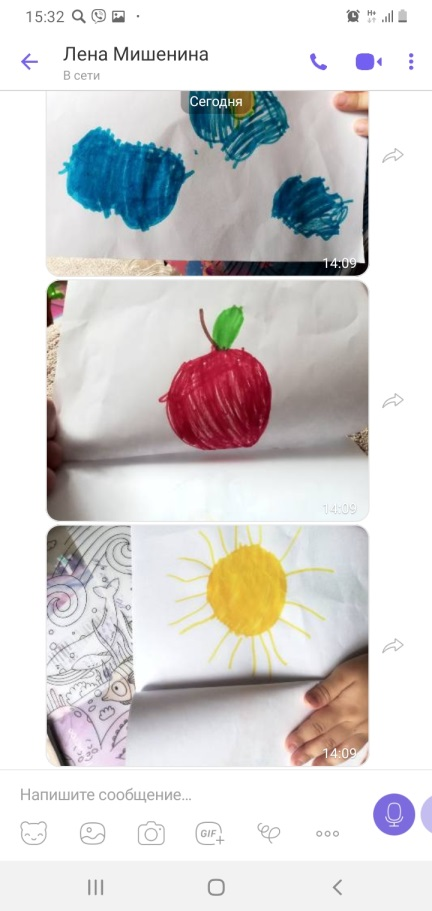 15:32
H+
Лена Мишенина
В сети
Сегодня
14:09
14:09
14:09
Напишите сообщение...
GIF